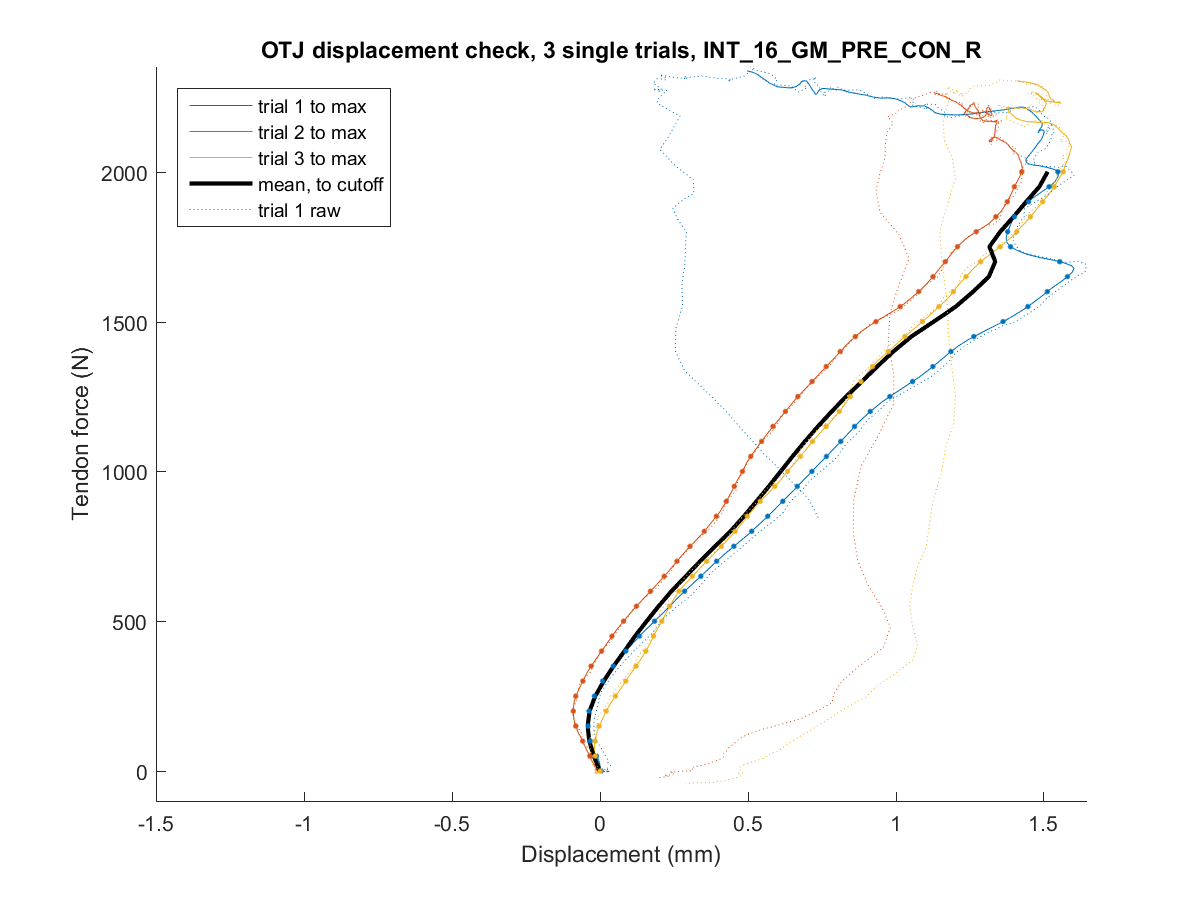 OTJ displacement check, 3 single trials, INT_16_GM_PRE_CON_R
trial 1 to max
trial 2 to max
trial 3 to max
mean, to cutoff
trial 1 raw
2000
1500
1000
500
0
Tendon force (N)
-1.5 -1 -0.5 0 0.5 1 1.5
Displacement (mm)